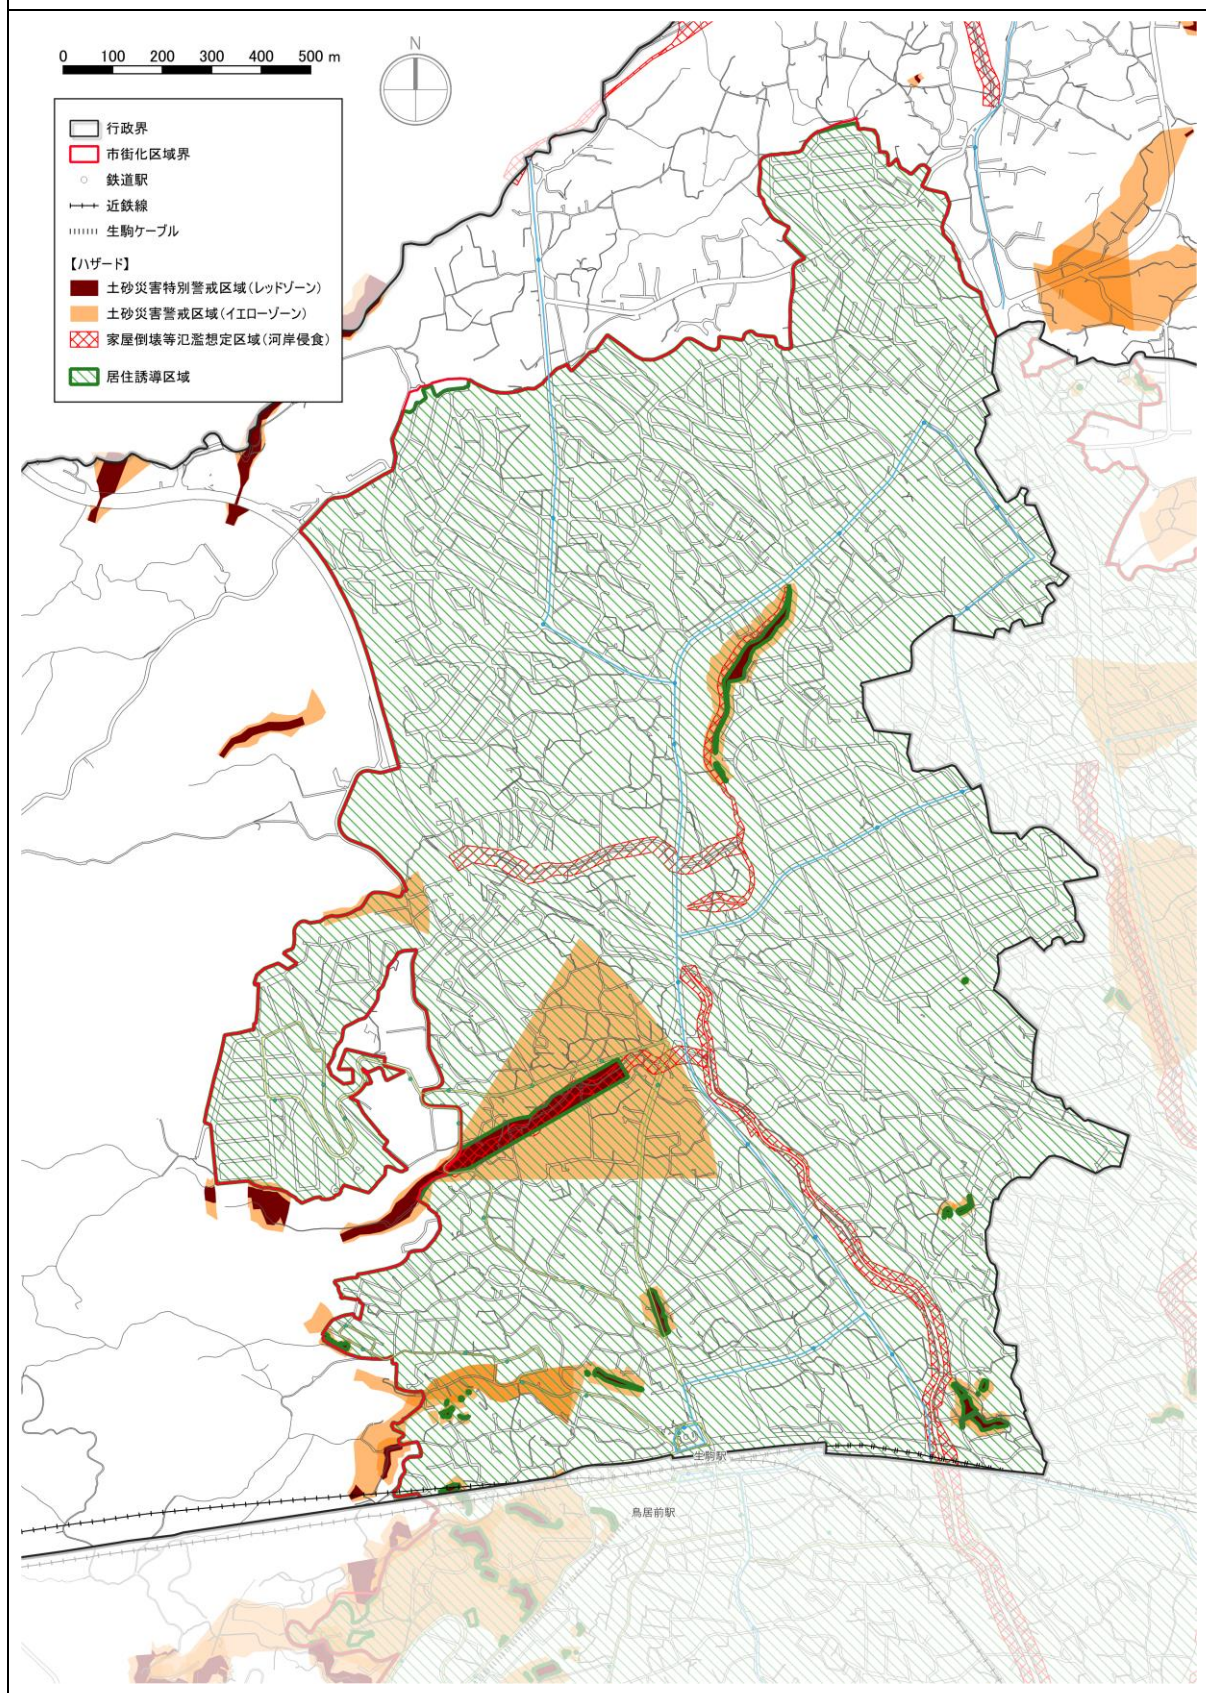 0 100 200 300 400 500 m
N
行政界
市街化区域界
鉄道駅
近鉄線
生駒ケーブル
【ハザード】
土砂災害特別警戒区域(レッドゾーン)
土砂災害警戒区域(イエローゾーン)
家屋倒壊等氾濫想定区域(河岸侵食)
居住誘導区域
生駒駅
鳥居前駅